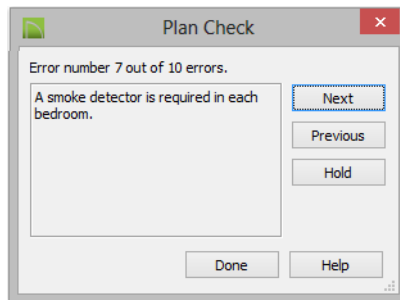 Plan Check
Error number 7 out of 10 errors.
A smoke detector is required in each
bedroom.
Next
Previous
Hold
Done
Help